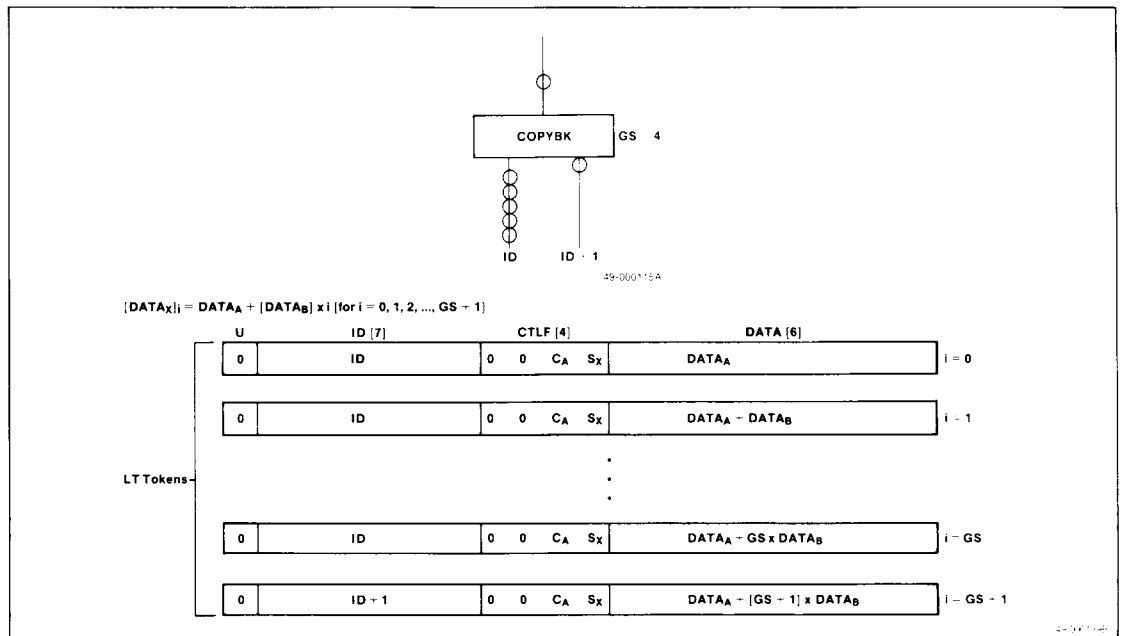 COPYBK GS 4
ID ID + 1
49-000115A
[DATAX]i = DATAA + [DATAB] x i [for i = 0, 1, 2, ..., GS + 1]
U ID [7] CTLF [4] DATA [6]
0 ID 0 0 CA SX DATAA i = 0
0 ID 0 0 CA SX DATAA + DATAB i = 1
LT Tokens
0 ID 0 0 CA SX DATAA + GS x DATAB i = GS
0 ID + 1 0 0 CA SX DATAA + [GS + 1] x DATAB i = GS + 1